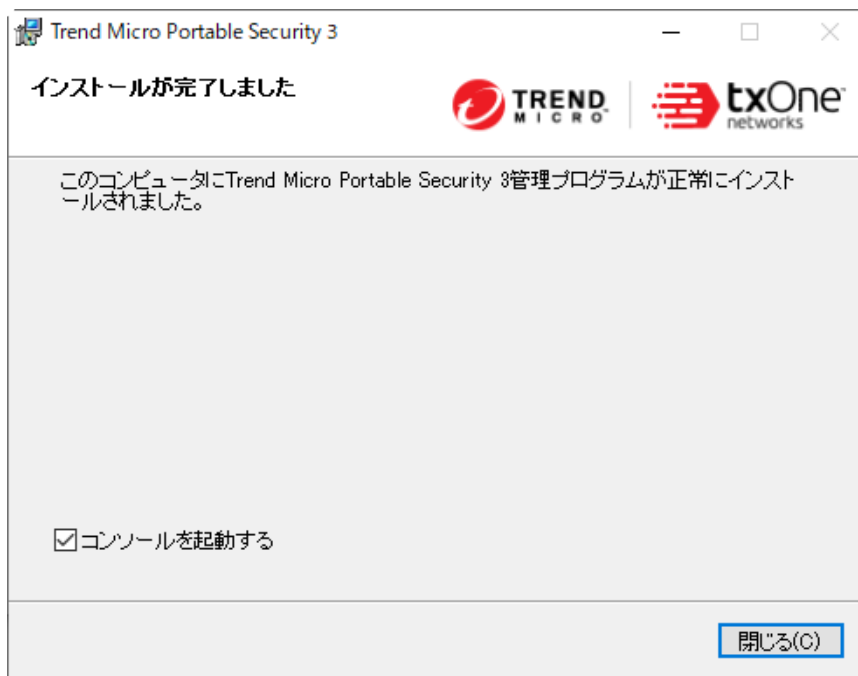 Trend Micro Portable Security 3
インストールが完了しました
TREND
MICRO
txOne
networks
このコンピュータにTrend Micro Portable Security 3管理プログラムが正常にインスト
ールされました。
コンソールを起動する
閉じる(C)